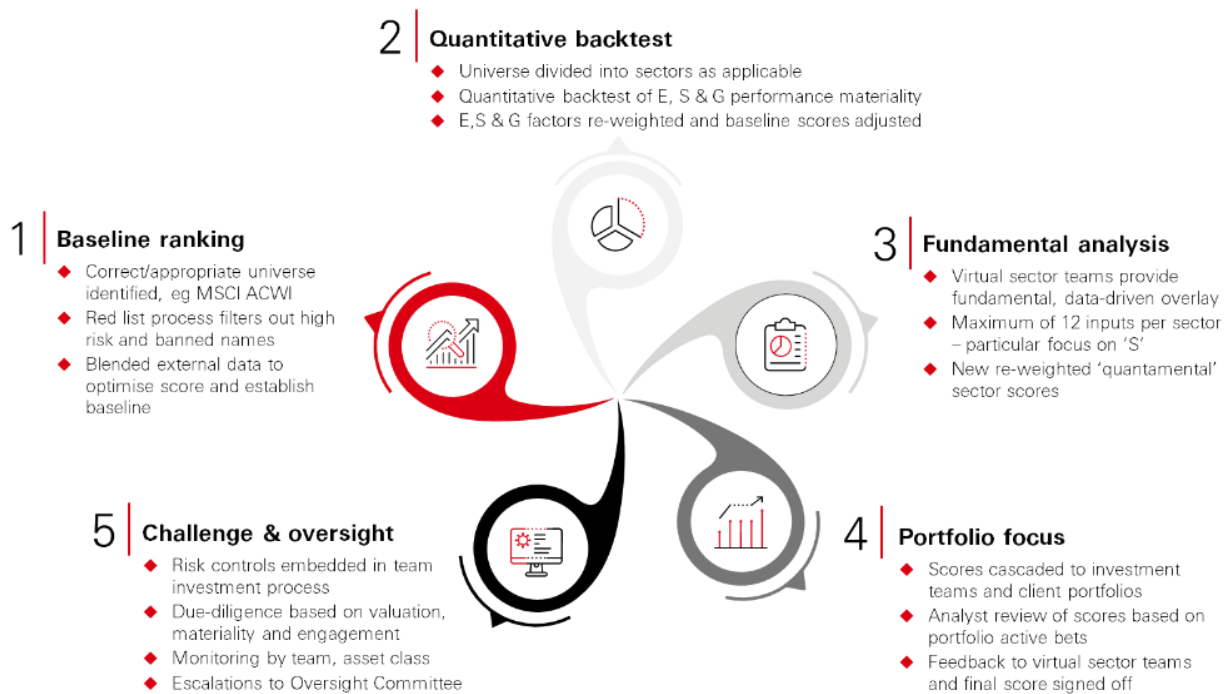 1
Baseline ranking
◆ Correct/appropriate universe
identified, eg MSCI ACWI
◆ Red list process filters out high
risk and banned names
◆ Blended external data to
optimise score and establish
baseline
2
Quantitative backtest
◆ Universe divided into sectors as applicable
◆ Quantitative backtest of E, S & G performance materiality
◆ E,S & G factors re-weighted and baseline scores adjusted
3
Fundamental analysis
◆ Virtual sector teams provide
fundamental, data-driven overlay
◆ Maximum of 12 inputs per sector
– particular focus on ‘S’
◆ New re-weighted ‘quantamental’
sector scores
4
Portfolio focus
◆ Scores cascaded to investment
teams and client portfolios
◆ Analyst review of scores based on
portfolio active bets
◆ Feedback to virtual sector teams
and final score signed off
5
Challenge & oversight
◆ Risk controls embedded in team
investment process
◆ Due-diligence based on valuation,
materiality and engagement
◆ Monitoring by team, asset class
◆ Escalations to Oversight Committee